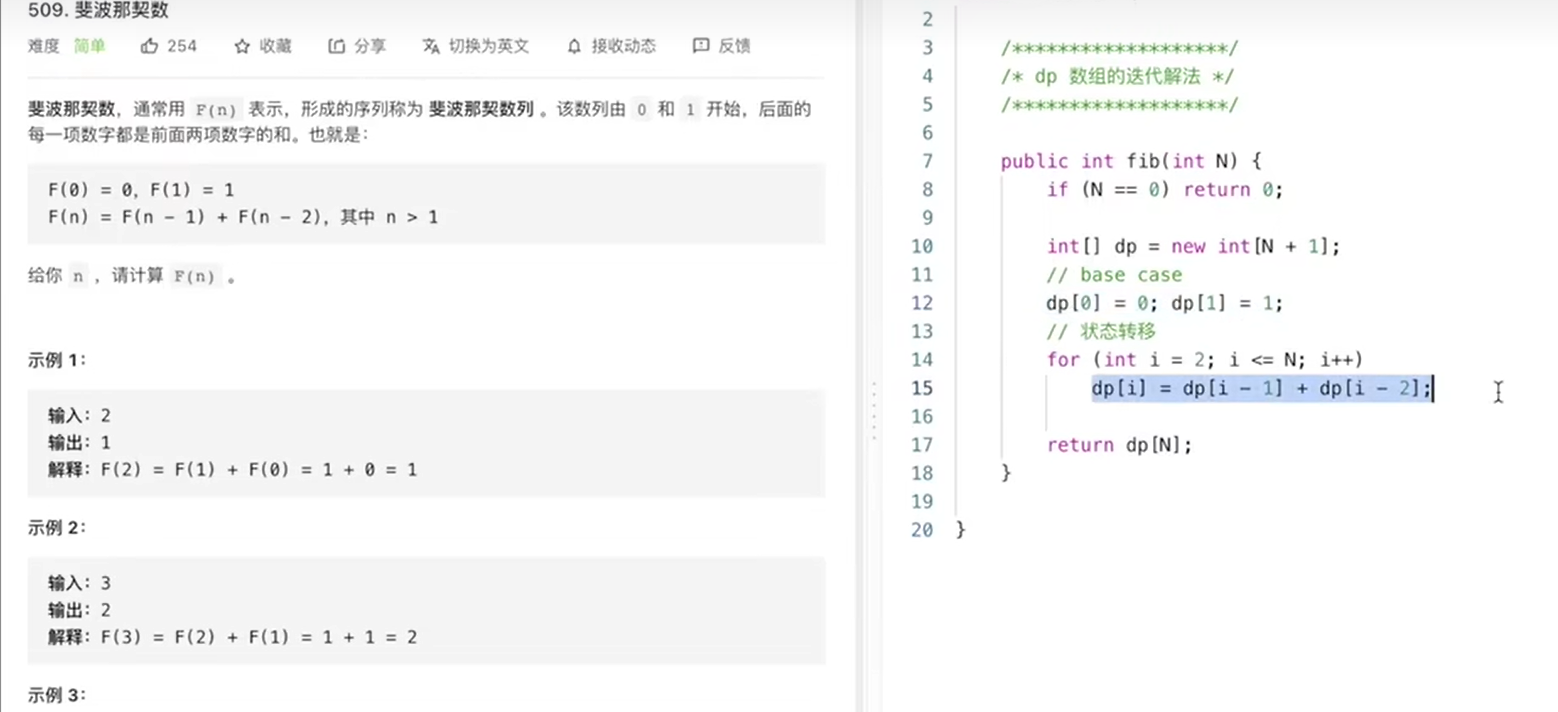 509. 斐波那契数
难度 简单 254 收藏 分享 切换为英文 接收动态 反馈
斐波那契数，通常用 F(n) 表示，形成的序列称为 斐波那契数列 。该数列由 0 和 1 开始，后面的
每一项数字都是前面两项数字的和。也就是：
F(0) = 0, F(1) = 1
F(n) = F(n - 1) + F(n - 2)，其中 n > 1
给你 n ，请计算 F(n) 。
示例 1：
输入：2
输出：1
解释：F(2) = F(1) + F(0) = 1 + 0 = 1
示例 2：
输入：3
输出：2
解释：F(3) = F(2) + F(1) = 1 + 1 = 2
示例 3：
2
3 /*******************/
4 /* dp 数组的迭代解法 */
5 /*******************/
6
7 public int fib(int N) {
8 if (N == 0) return 0;
9
10 int[] dp = new int[N + 1];
11 // base case
12 dp[0] = 0; dp[1] = 1;
13 // 状态转移
14 for (int i = 2; i <= N; i++)
15 dp[i] = dp[i - 1] + dp[i - 2];
16
17 return dp[N];
18 }
19
20 }